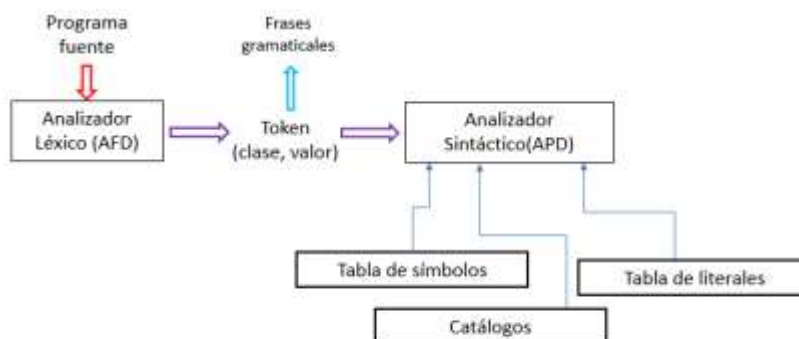 Programa
fuente
Frases
gramaticales
Analizador
Léxico (AFD)
Token
(clase, valor)
Analizador
Sintáctico(APD)
Tabla de símbolos
Tabla de literales
Catálogos